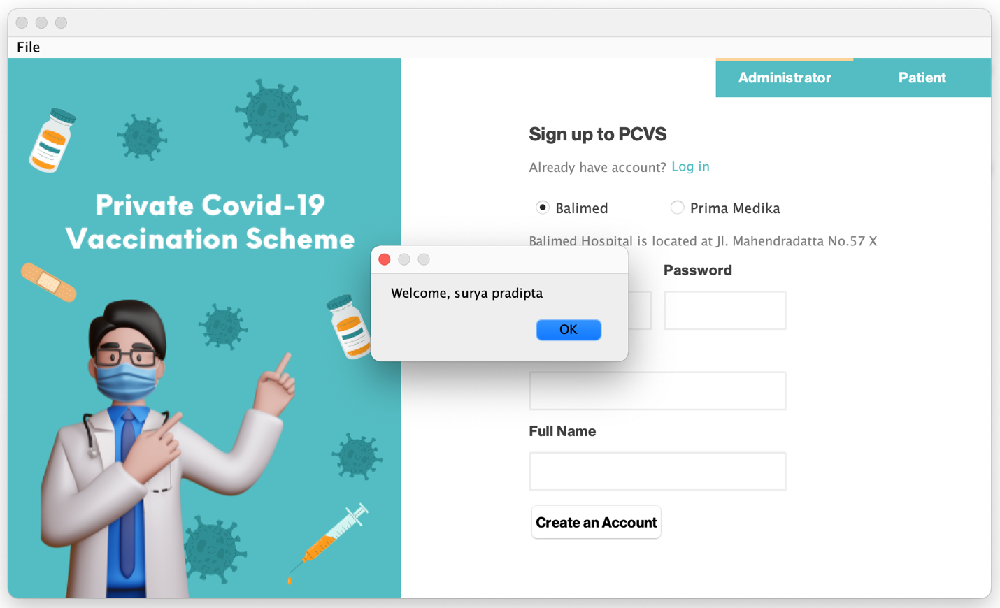 File
Administrator
Patient
Private Covid-19
Vaccination Scheme
Sign up to PCVS
Already have account? Log in
Balimed
Prima Medika
Balimed Hospital is located at Jl. Mahendradatta No.57 X
Welcome, surya pradipta
OK
Password
Full Name
Create an Account